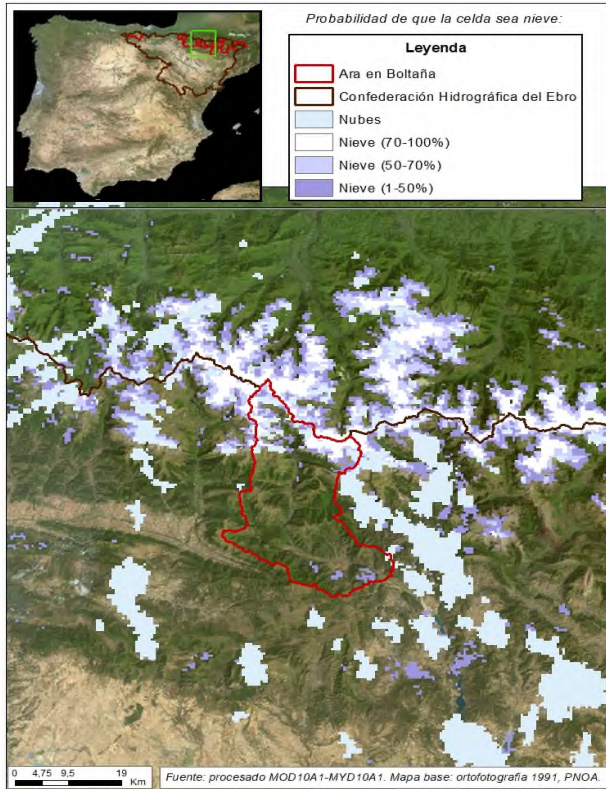 Probabilidad de que la celda sea nieve:
Leyenda
Ara en Boltaña
Confederación Hidrográfica del Ebro
Nubes
Nieve (70-100%)
Nieve (50-70%)
Nieve (1-50%)
0 4,75 9,5 19
Km
Fuente: procesado MOD10A1-MYD10A1. Mapa base: ortofotografía 1991, PNOA.